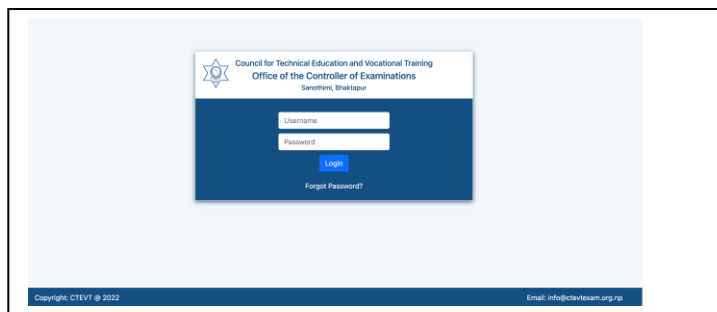 Council for Technical Education and Vocational Training
Office of the Controller of Examinations
Sanothimi, Bhaktapur
Username
Password
Login
Forgot Password?
Copyright: CTEVT @ 2022
Email: info@ctevtexam.org.np